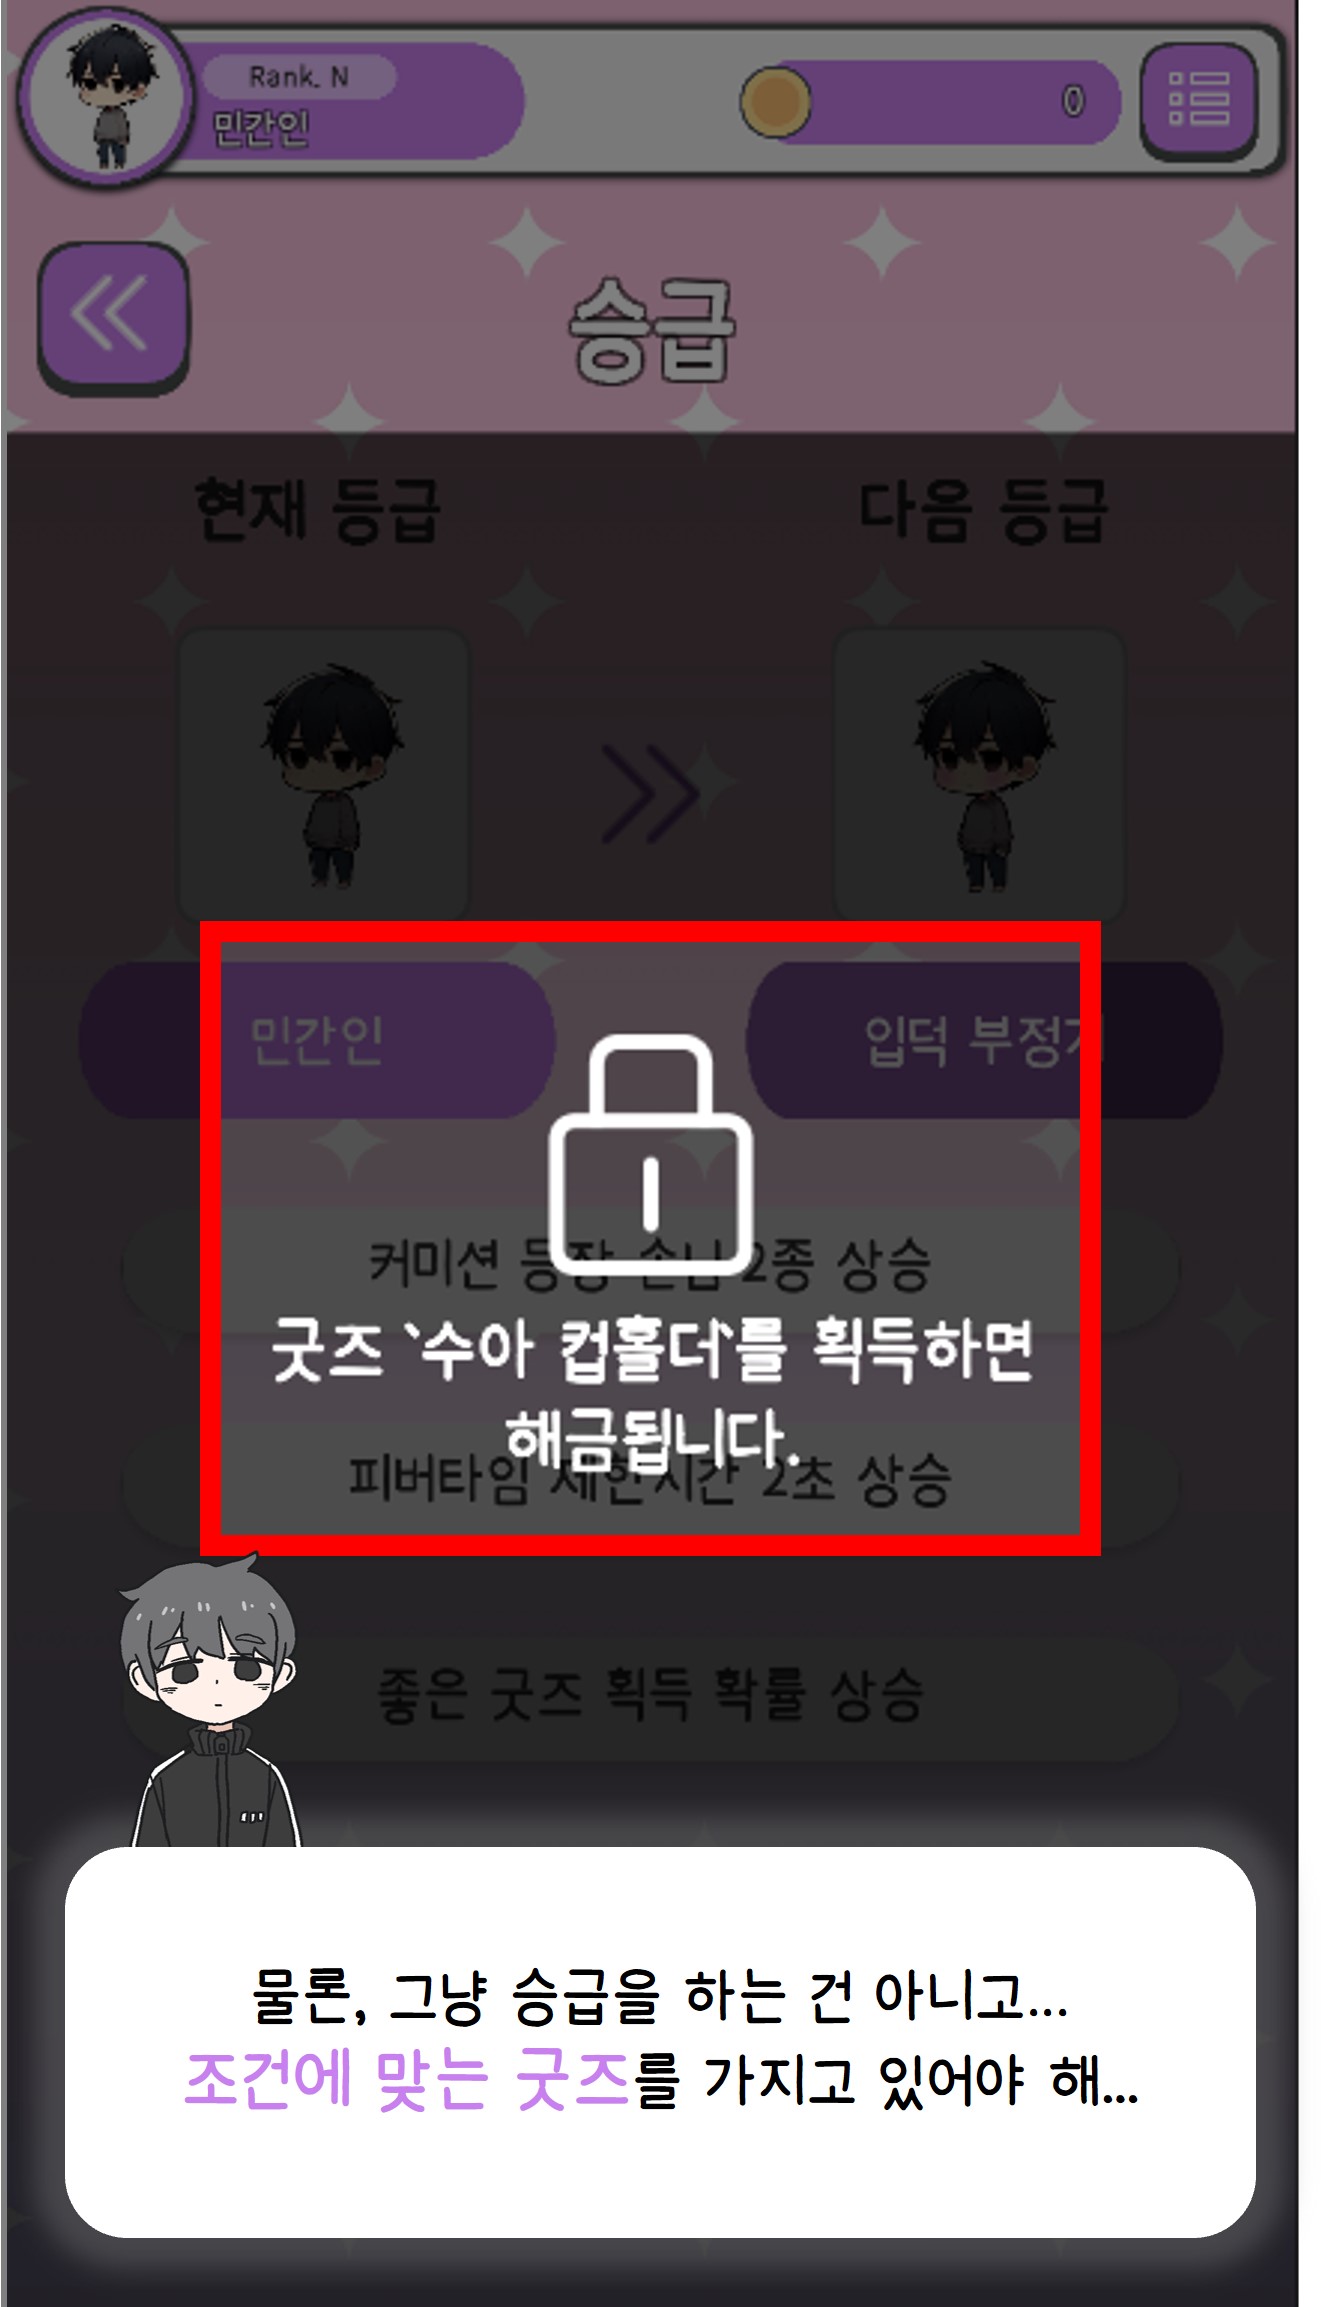 Rank. N
민간인
0
승급
현재 등급
다음 등급
민간인
입덕 부정기
커미션 등장 손님 2종 상승
굿즈 '수아 컵홀더'를 획득하면
해금됩니다.
피버타임 제한시간 2초 상승
좋은 굿즈 획득 확률 상승
물론, 그냥 승급을 하는 건 아니고...
조건에 맞는 굿즈를 가지고 있어야 해...